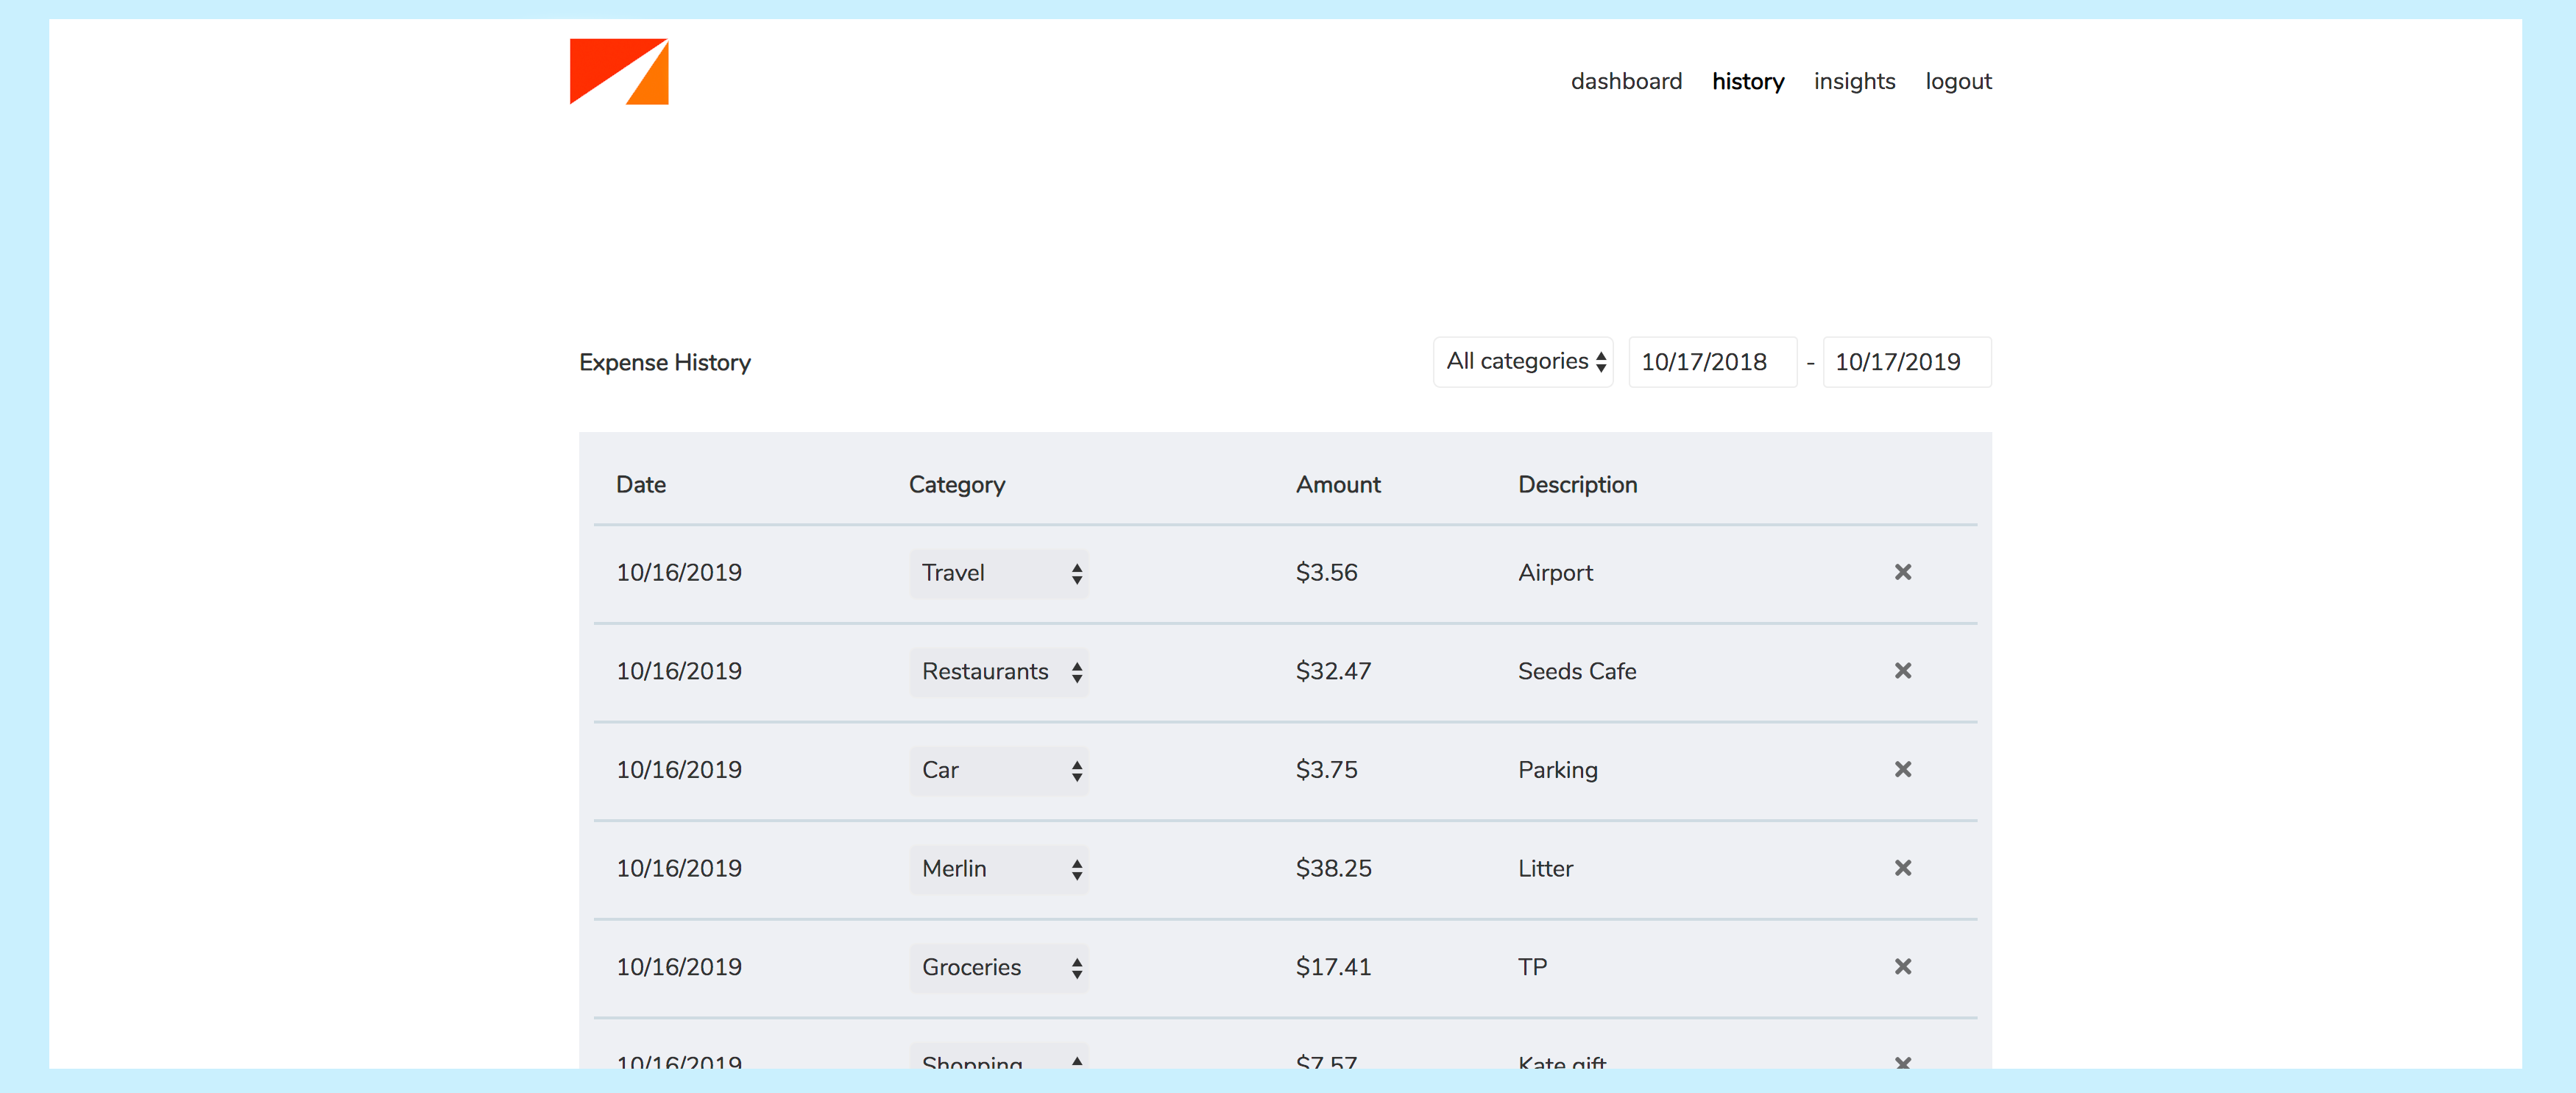 dashboard history insights logout
Expense History All categories 10/17/2018 - 10/17/2019
Date Category Amount Description
10/16/2019 Travel $3.56 Airport
10/16/2019 Restaurants $32.47 Seeds Cafe
10/16/2019 Car $3.75 Parking
10/16/2019 Merlin $38.25 Litter
10/16/2019 Groceries $17.41 TP
10/16/2019 Shopping $7.57 Kate gift